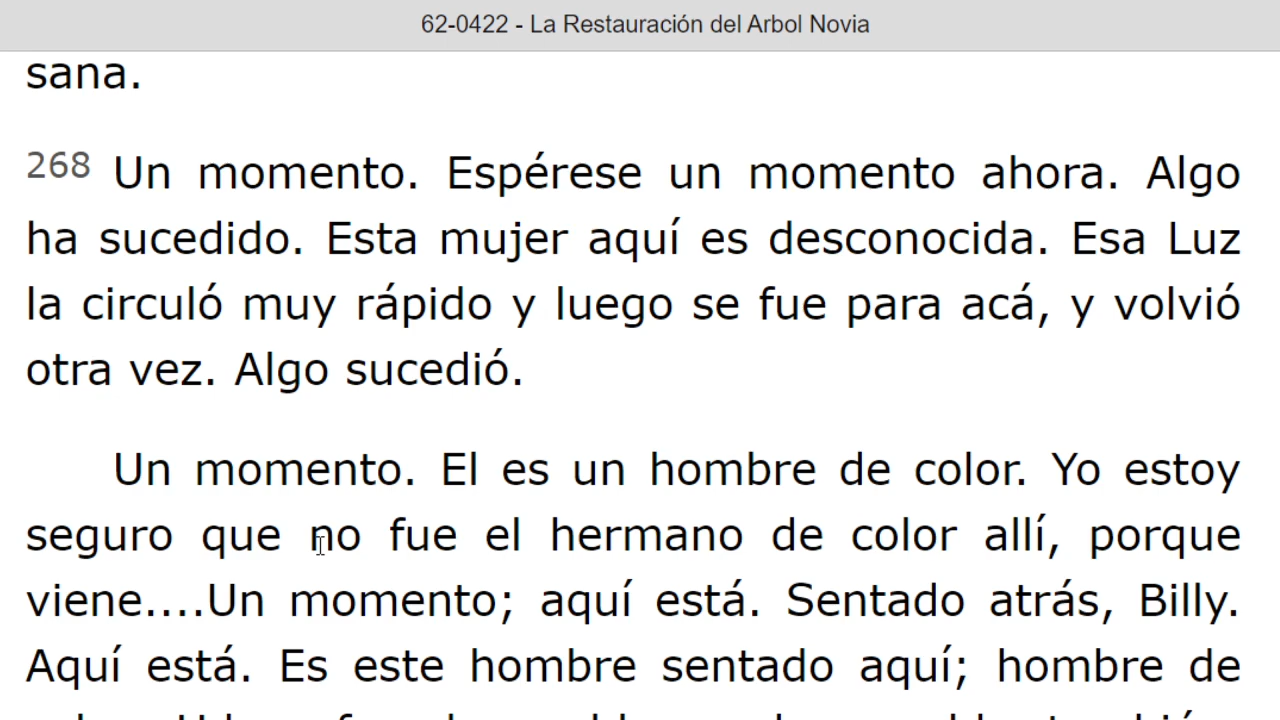 62-0422 - La Restauración del Arbol Novia
sana.
268 Un momento. Espérese un momento ahora. Algo
ha sucedido. Esta mujer aquí es desconocida. Esa Luz
la circuló muy rápido y luego se fue para acá, y volvió
otra vez. Algo sucedió.
Un momento. El es un hombre de color. Yo estoy
seguro que no fue el hermano de color allí, porque
viene....Un momento; aquí está. Sentado atrás, Billy.
Aquí está. Es este hombre sentado aquí; hombre de